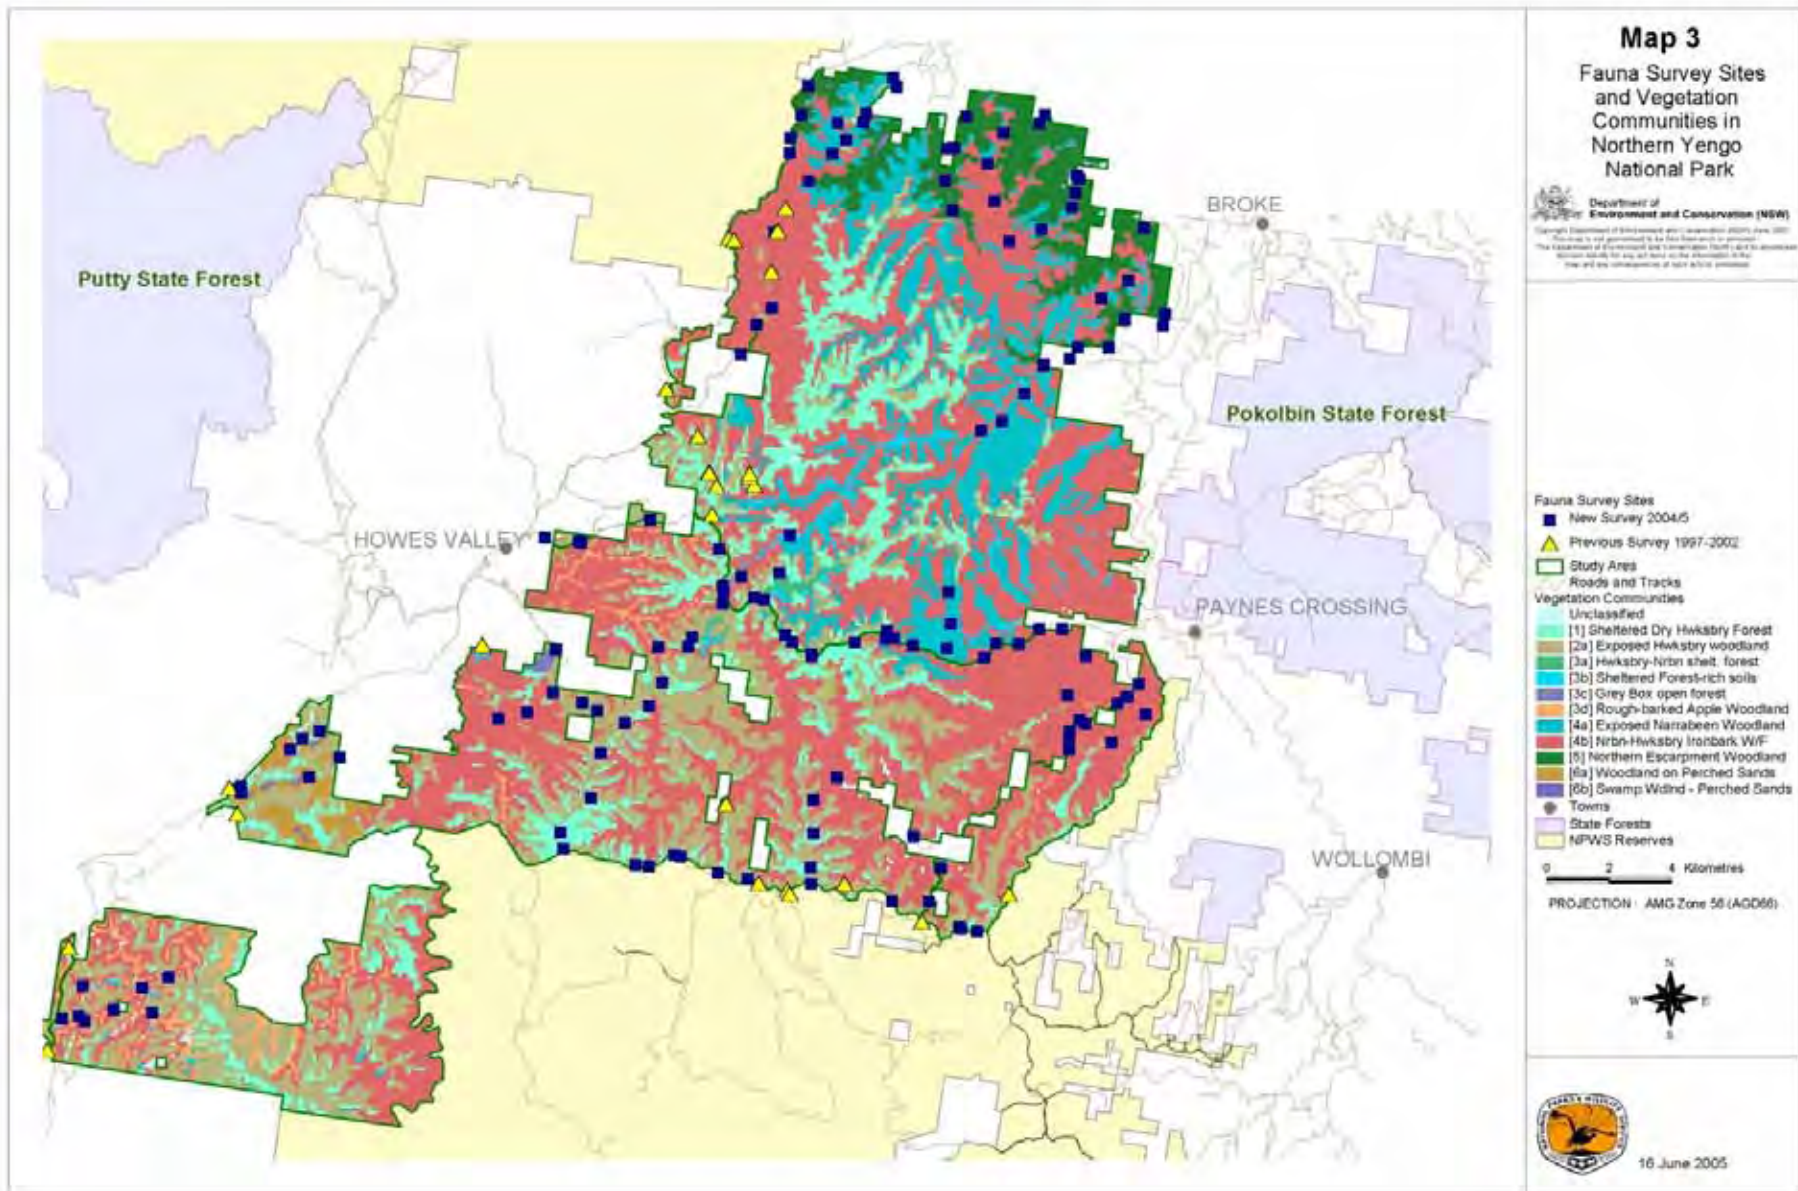 Map 3
Fauna Survey Sites
and Vegetation
Communities in
Northern Yengo
National Park
Department of
Environment and Conservation (NSW)
BROKE
Putty State Forest
Pokolbin State Forest
HOWES VALLEY
PAYNES CROSSING
WOLLOMBI
Fauna Survey Sites
New Survey 2004/5
Previous Survey 1997-2002
Study Area
Roads and Tracks
Vegetation Communities
Unclassified
[1] Sheltered Dry Hwksbry Forest
[2a] Exposed Hwksbry woodland
[3a] Hwksbry-Nrbn shelt. forest
[3b] Sheltered Forest-rich soils
[3c] Grey Box open forest
[3d] Rough-barked Apple Woodland
[4a] Exposed Narrabeen Woodland
[4b] Nrbn-Hwksbry Ironbark W/F
[5] Northern Escarpment Woodland
[6a] Woodland on Perched Sands
[6b] Swamp Wdlnd - Perched Sands
Towns
State Forests
NPWS Reserves
0 2 4 Kilometres
PROJECTION : AMG Zone 56 (AGD66)
N
W E
S
16 June 2005